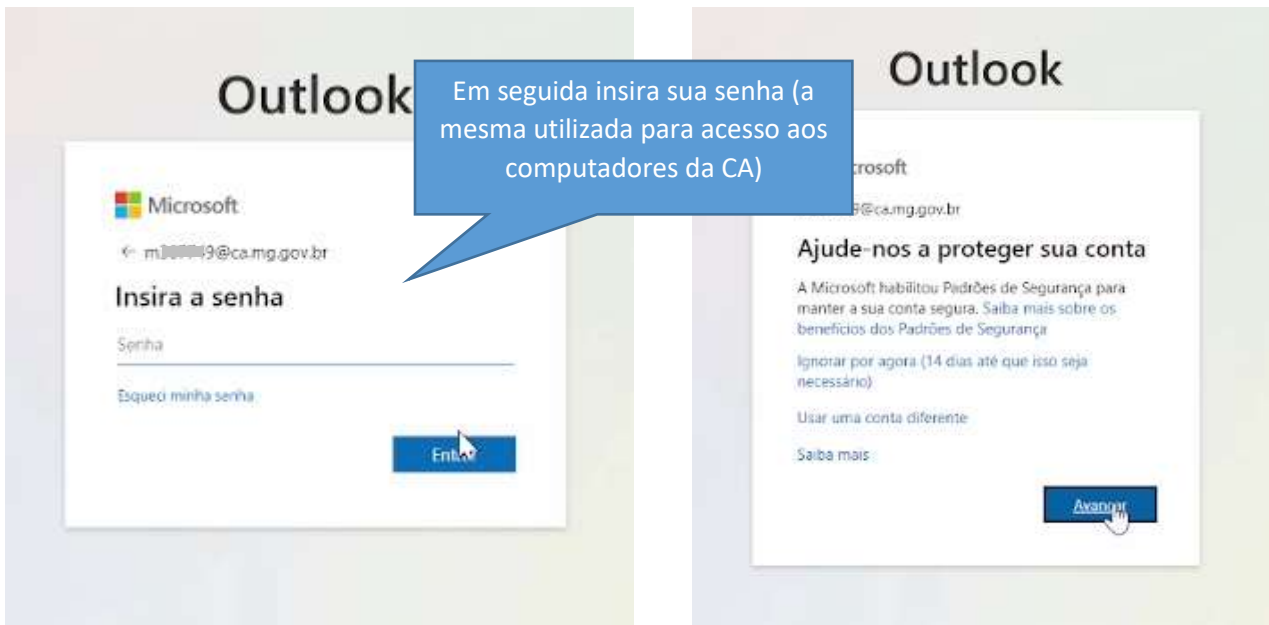 Outlook
Em seguida insira sua senha (a
mesma utilizada para acesso aos
computadores da CA)
Microsoft
9@ca.mg.gov.br
Insira a senha
Senha
Esqueci minha senha
Outlook
crosoft
9@ca.mg.gov.br
Ajude-nos a proteger sua conta
A Microsoft habilitou Padrões de Segurança para
manter a sua conta segura. Saiba mais sobre os
benefícios dos Padrões de Segurança
Ignorar por agora (14 dias até que isso seja
necessário)
Usar uma conta diferente
Saiba mais
Avançar